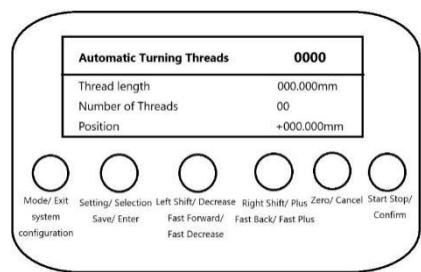 Automatic Turning Threads 0000
Thread length 000.000mm
Number of Threads 00
Position +000.000mm
Mode/ Exit system configuration
Setting/ Selection Save/ Enter
Left Shift/ Decrease Fast Forward/ Fast Decrease
Right Shift/ Plus Fast Back/ Fast Plus
Zero/ Cancel
Start Stop/ Confirm